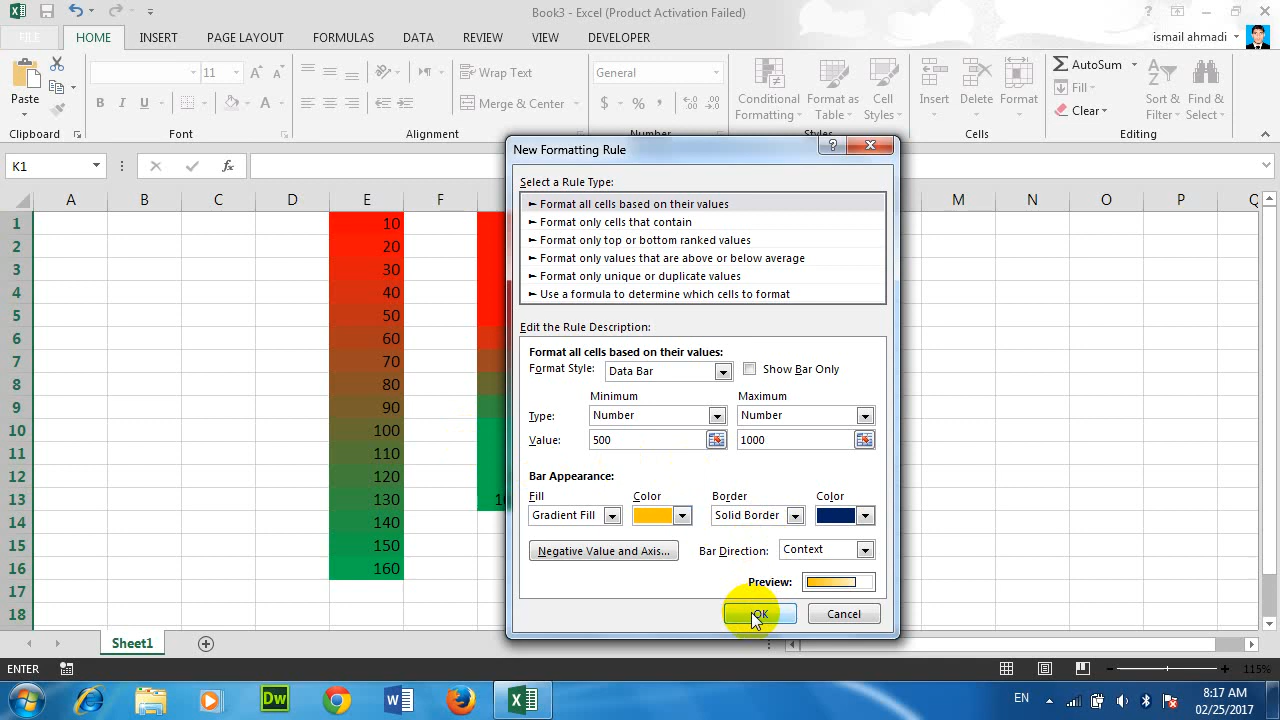 Book3 - Excel (Product Activation Failed)
FILE HOME INSERT PAGE LAYOUT FORMULAS DATA REVIEW VIEW DEVELOPER ismail ahmadi
Paste
Clipboard
11
B I U
Font
Wrap Text
Merge & Center
Alignment
General
$ % ,
Number
Conditional Formatting
Format as Table
Cell Styles
Styles
Insert Delete Format
Cells
AutoSum
Fill
Clear
Sort & Filter
Find & Select
Editing
K1
fx
A B C D E F M N O P Q
1 10
2 20
3 30
4 40
5 50
6 60
7 70
8 80
9 90
10 100
11 110
12 120
13 130
14 140
15 150
16 160
17
18
New Formatting Rule
Select a Rule Type:
► Format all cells based on their values
► Format only cells that contain
► Format only top or bottom ranked values
► Format only values that are above or below average
► Format only unique or duplicate values
► Use a formula to determine which cells to format
Edit the Rule Description:
Format all cells based on their values:
Format Style: Data Bar Show Bar Only
Minimum Maximum
Type: Number Number
Value: 500 1000
Bar Appearance:
Fill Color Border Color
Gradient Fill Solid Border
Negative Value and Axis... Bar Direction: Context
Preview:
OK Cancel
Sheet1
ENTER 115%
Dw
EN
8:17 AM
02/25/2017